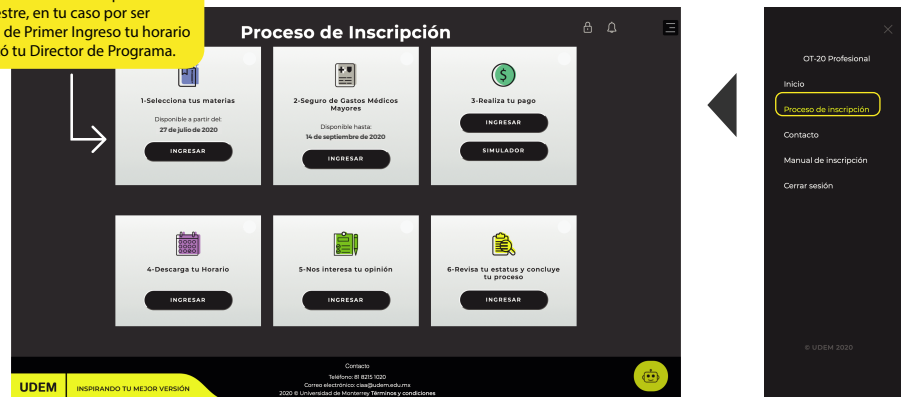 estre, en tu caso por ser
de Primer Ingreso tu horario
ó tu Director de Programa.
Proceso de Inscripción
1-Selecciona tus materias
Disponible a partir del:
27 de julio de 2020
INGRESAR
2-Seguro de Gastos Médicos
Mayores
Disponible hasta:
14 de septiembre de 2020
INGRESAR
3-Realiza tu pago
INGRESAR
SIMULADOR
4-Descarga tu Horario
INGRESAR
5-Nos interesa tu opinión
INGRESAR
6-Revisa tu estatus y concluye
tu proceso
INGRESAR
Contacto
Teléfono: 81 8215 1020
Correo electrónico: ciaa@udem.edu.mx
2020 © Universidad de Monterrey Términos y condiciones
UDEM
INSPIRANDO TU MEJOR VERSIÓN
OT-20 Profesional
Inicio
Proceso de inscripción
Contacto
Manual de inscripción
Cerrar sesión
© UDEM 2020